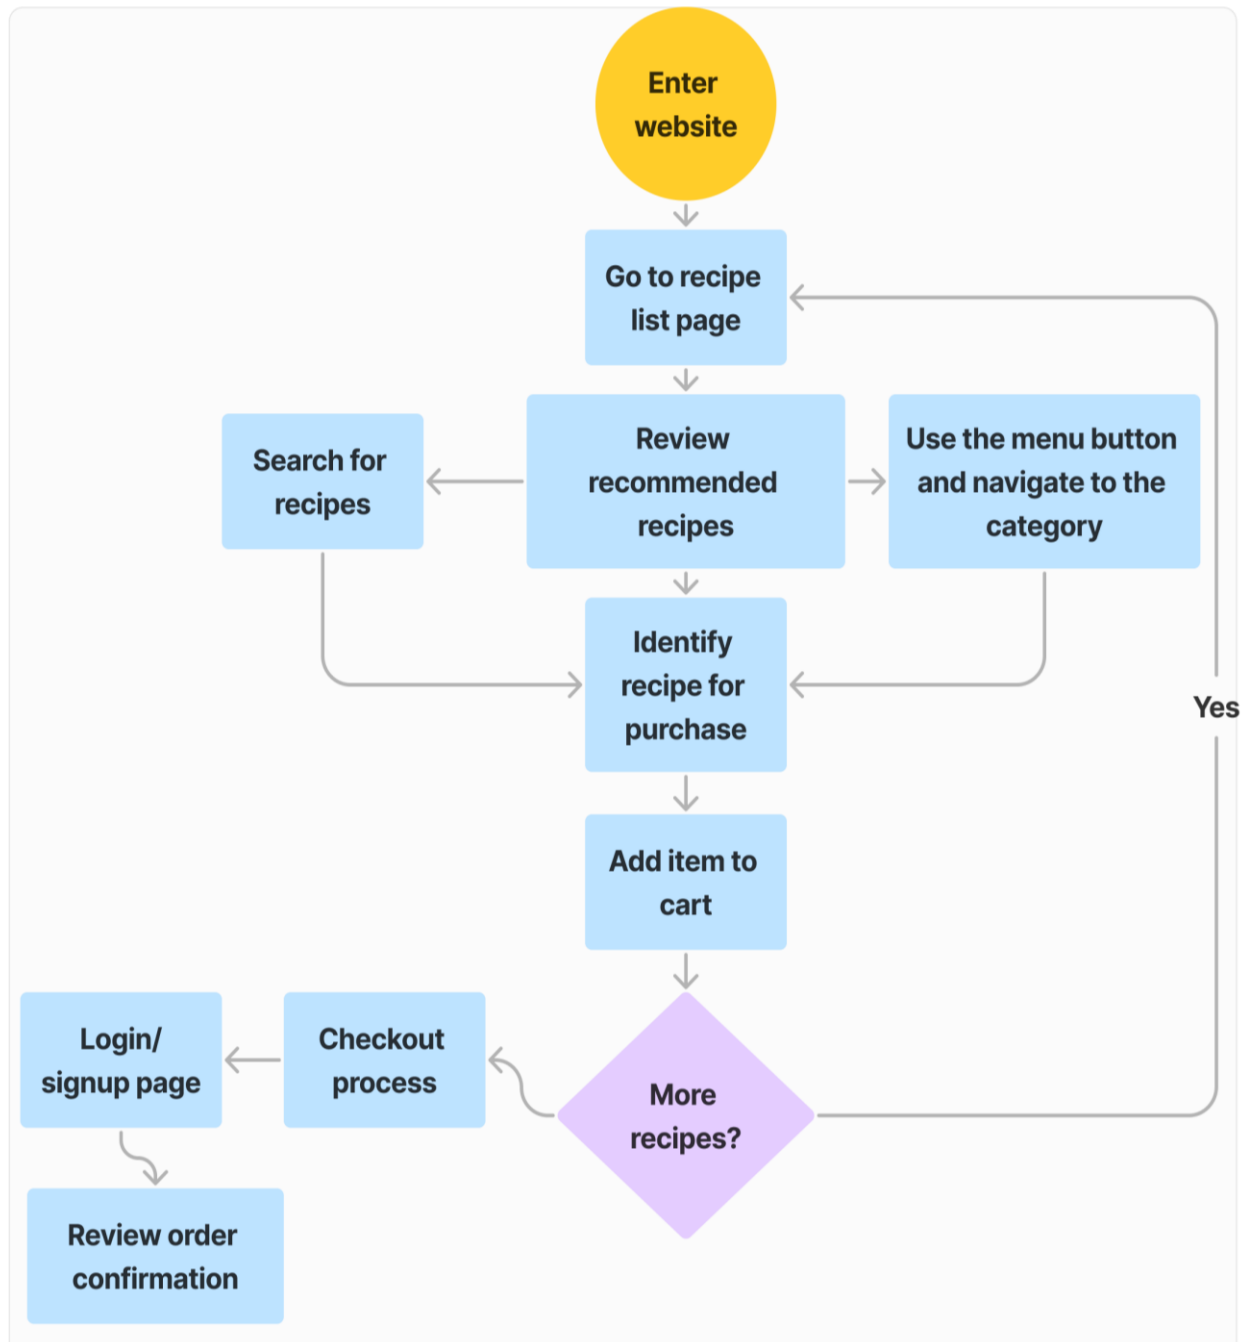 Enter
website
Go to recipe
list page
Search for
recipes
Review
recommended
recipes
Use the menu button
and navigate to the
category
Identify
recipe for
purchase
Yes
Add item to
cart
Login/
signup page
Checkout
process
More
recipes?
Review order
confirmation